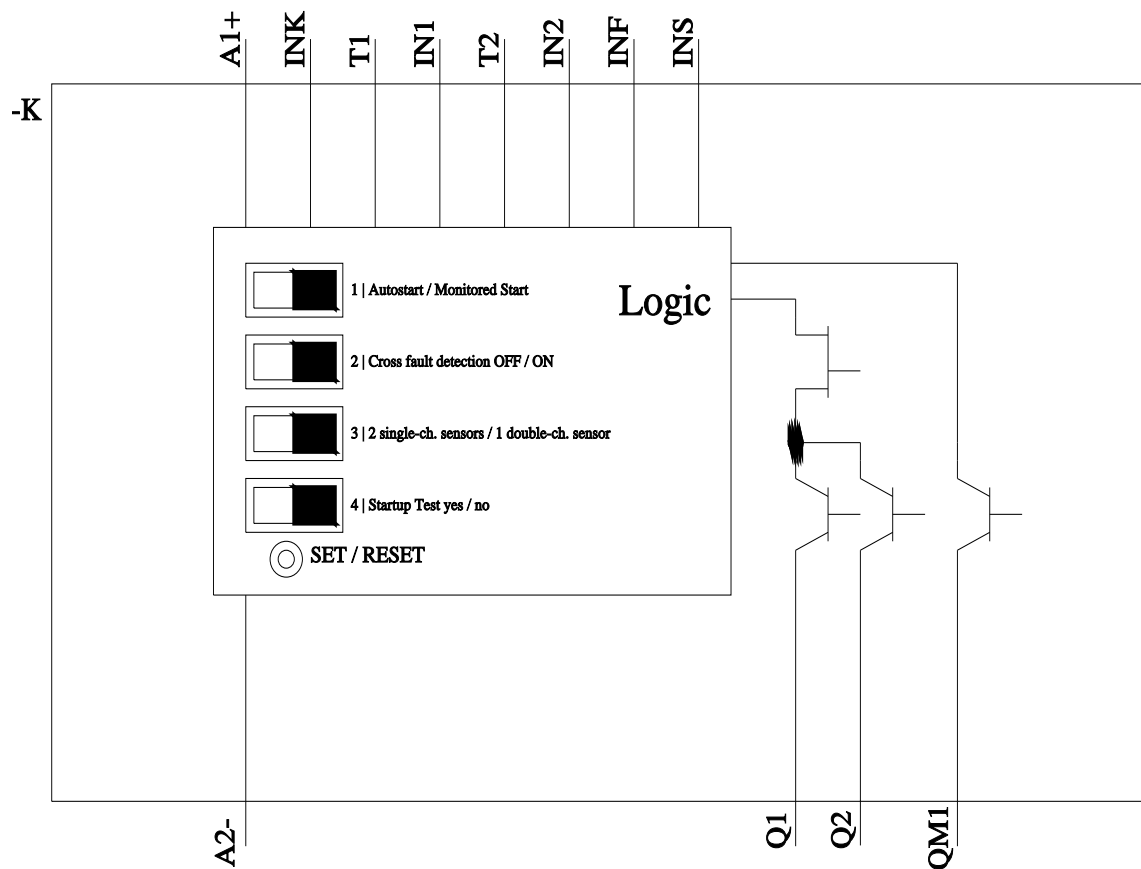 A1+
INK
T1
IN1
T2
IN2
INF
INS
-K
1 | Autostart / Monitored Start
Logic
2 | Cross fault detection OFF / ON
3 | 2 single-ch. sensors / 1 double-ch. sensor
4 | Startup Test yes / no
SET / RESET
A2-
Q1
Q2
QM1